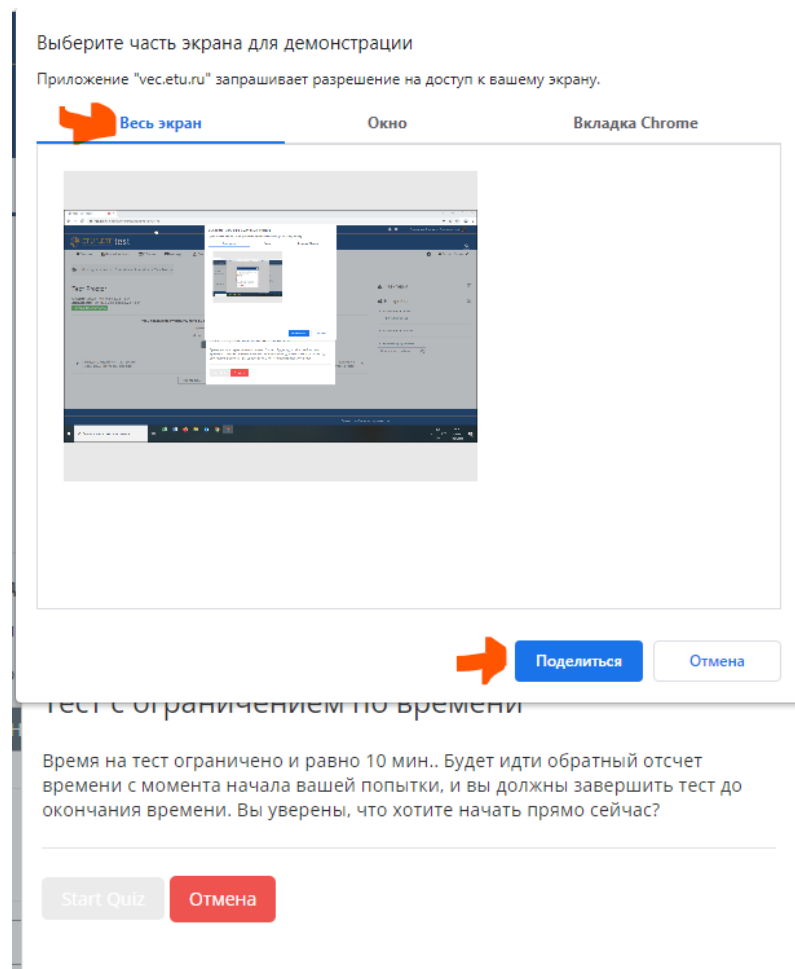 Выберите часть экрана для демонстрации
Приложение "vec.etu.ru" запрашивает разрешение на доступ к вашему экрану.
Весь экран Окно Вкладка Chrome
Поделиться Отмена
Тест с ограничением по времени
Время на тест ограничено и равно 10 мин.. Будет идти обратный отсчет
времени с момента начала вашей попытки, и вы должны завершить тест до
окончания времени. Вы уверены, что хотите начать прямо сейчас?
Start Quiz Отмена